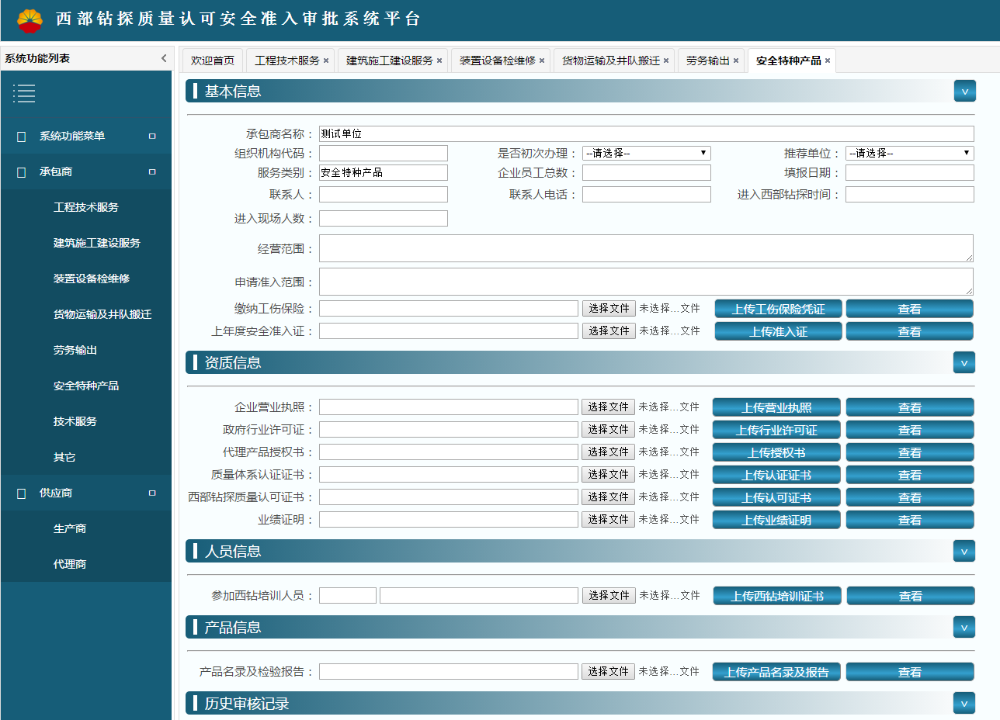 西部钻探质量认可安全准入审批系统平台
系统功能列表
欢迎首页 工程技术服务 × 建筑施工建设服务 × 装置设备检维修 × 货物运输及井队搬迁 × 劳务输出 × 安全特种产品 ×
系统功能菜单
承包商
工程技术服务
建筑施工建设服务
装置设备检维修
货物运输及井队搬迁
劳务输出
安全特种产品
技术服务
其它
供应商
生产商
代理商
基本信息
承包商名称： 测试单位
组织机构代码： 是否初次办理： --请选择-- 推荐单位： --请选择--
服务类别： 安全特种产品 企业员工总数： 填报日期：
联系人： 联系人电话： 进入西部钻探时间：
进入现场人数：
经营范围：
申请准入范围：
缴纳工伤保险： 选择文件 未选择...文件 上传工伤保险凭证 查看
上年度安全准入证： 选择文件 未选择...文件 上传准入证 查看
资质信息
企业营业执照： 选择文件 未选择...文件 上传营业执照 查看
政府行业许可证： 选择文件 未选择...文件 上传行业许可证 查看
代理产品授权书： 选择文件 未选择...文件 上传授权书 查看
质量体系认证证书： 选择文件 未选择...文件 上传认证证书 查看
西部钻探质量认可证书： 选择文件 未选择...文件 上传认可证书 查看
业绩证明： 选择文件 未选择...文件 上传业绩证明 查看
人员信息
参加西钻培训人员： 选择文件 未选择...文件 上传西钻培训证书 查看
产品信息
产品名录及检验报告： 选择文件 未选择...文件 上传产品名录及报告 查看
历史审核记录